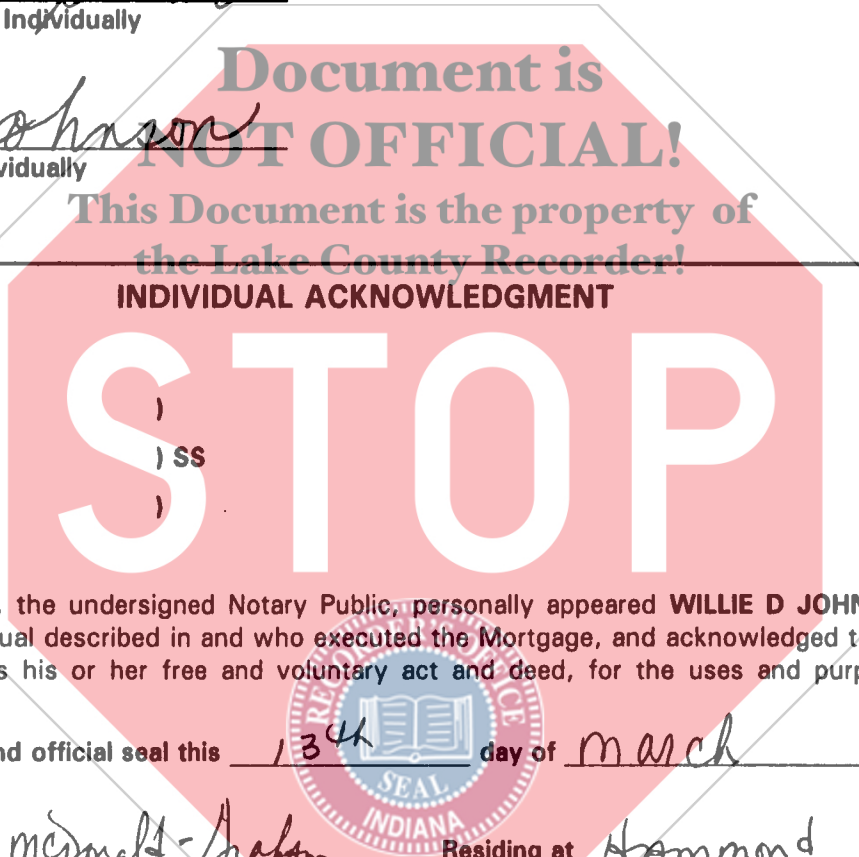 Individually
Document is
Johnson
NOT OFFICIAL!
vidually
This Document is the property of
the Lake County Recorder!
INDIVIDUAL ACKNOWLEDGMENT
STOP
)
) SS
)
, the undersigned Notary Public, personally appeared WILLIE D JOHN
ual described in and who executed the Mortgage, and acknowledged t
s his or her free and voluntary act and deed, for the uses and purp
RECORDER'S OFFICE
nd official seal this 13th day of March
SEAL
INDIANA
McDonald-
Residing at Hammond